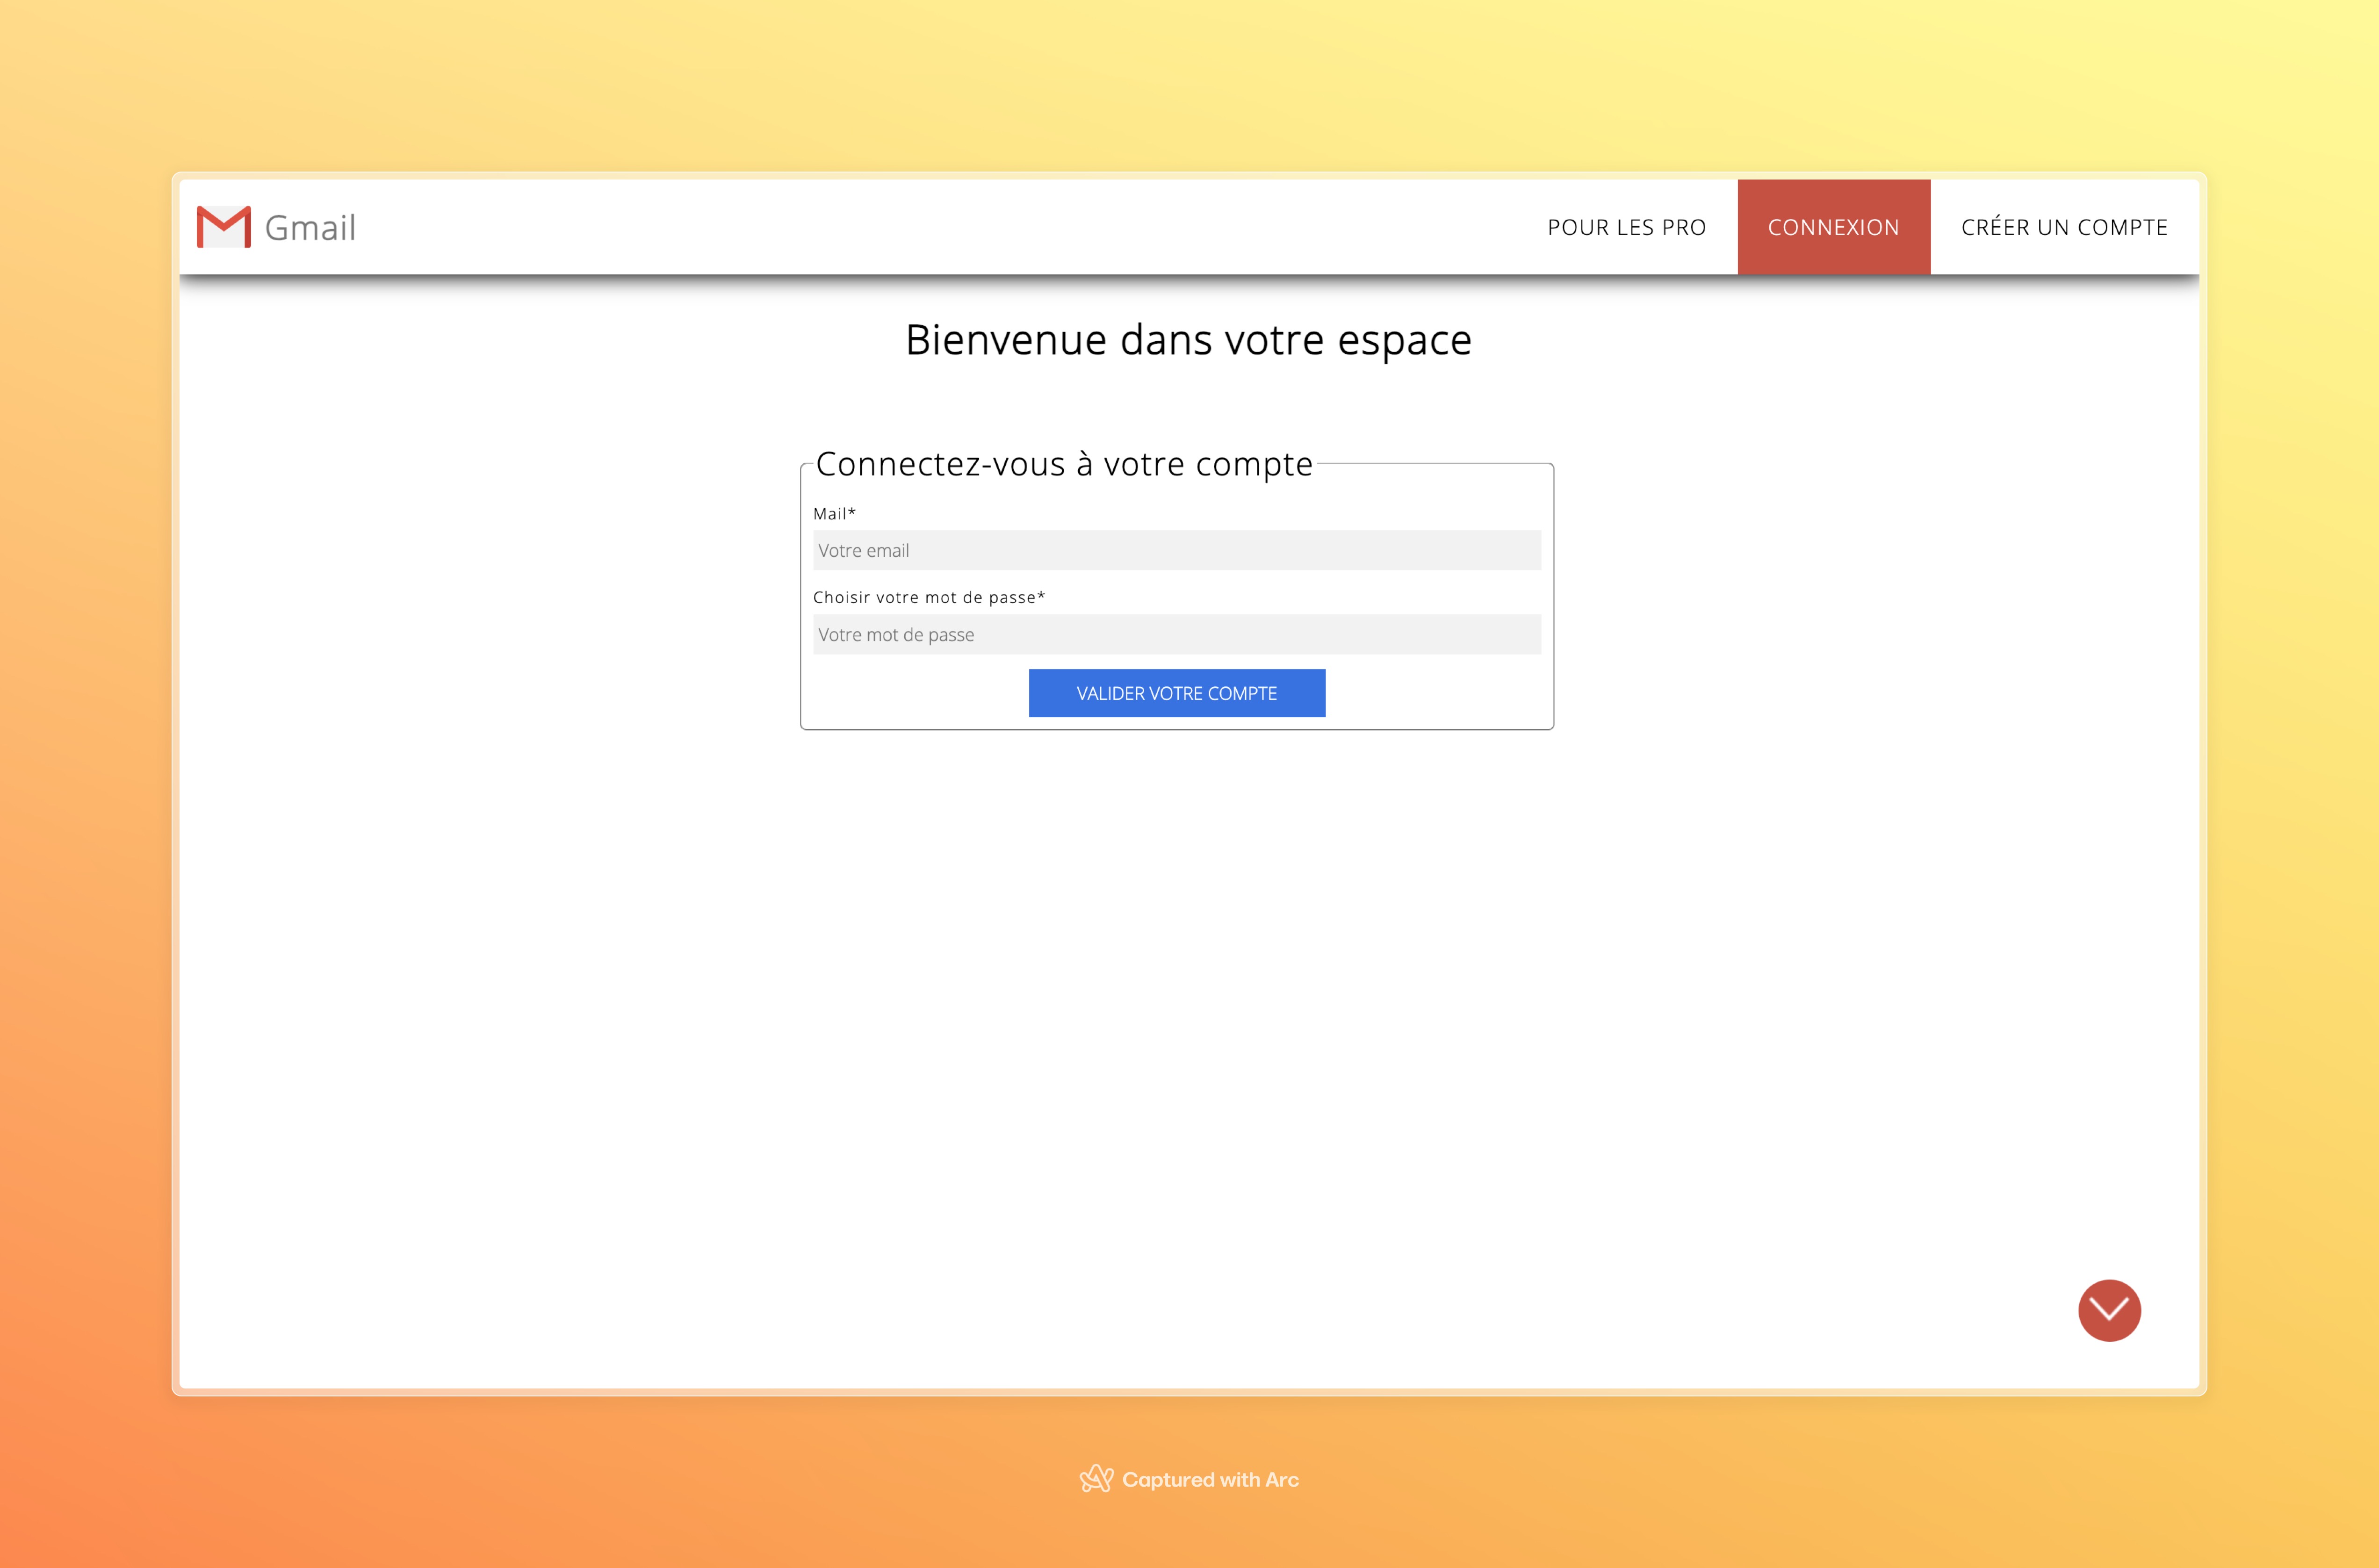 Gmail
POUR LES PRO
CONNEXION
CRÉER UN COMPTE
Bienvenue dans votre espace
Connectez-vous à votre compte
Mail*
Votre email
Choisir votre mot de passe*
Votre mot de passe
VALIDER VOTRE COMPTE
Captured with Arc